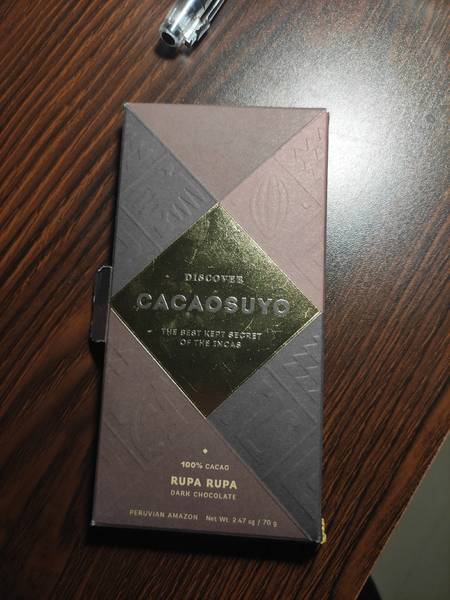 DISCOVER
CACAOSUYO
THE BEST KEPT SECRET
OF THE INCAS
100% CACAO
RUPA RUPA
DARK CHOCOLATE
PERUVIAN AMAZON Net Wt. 2.47 oz / 70 g